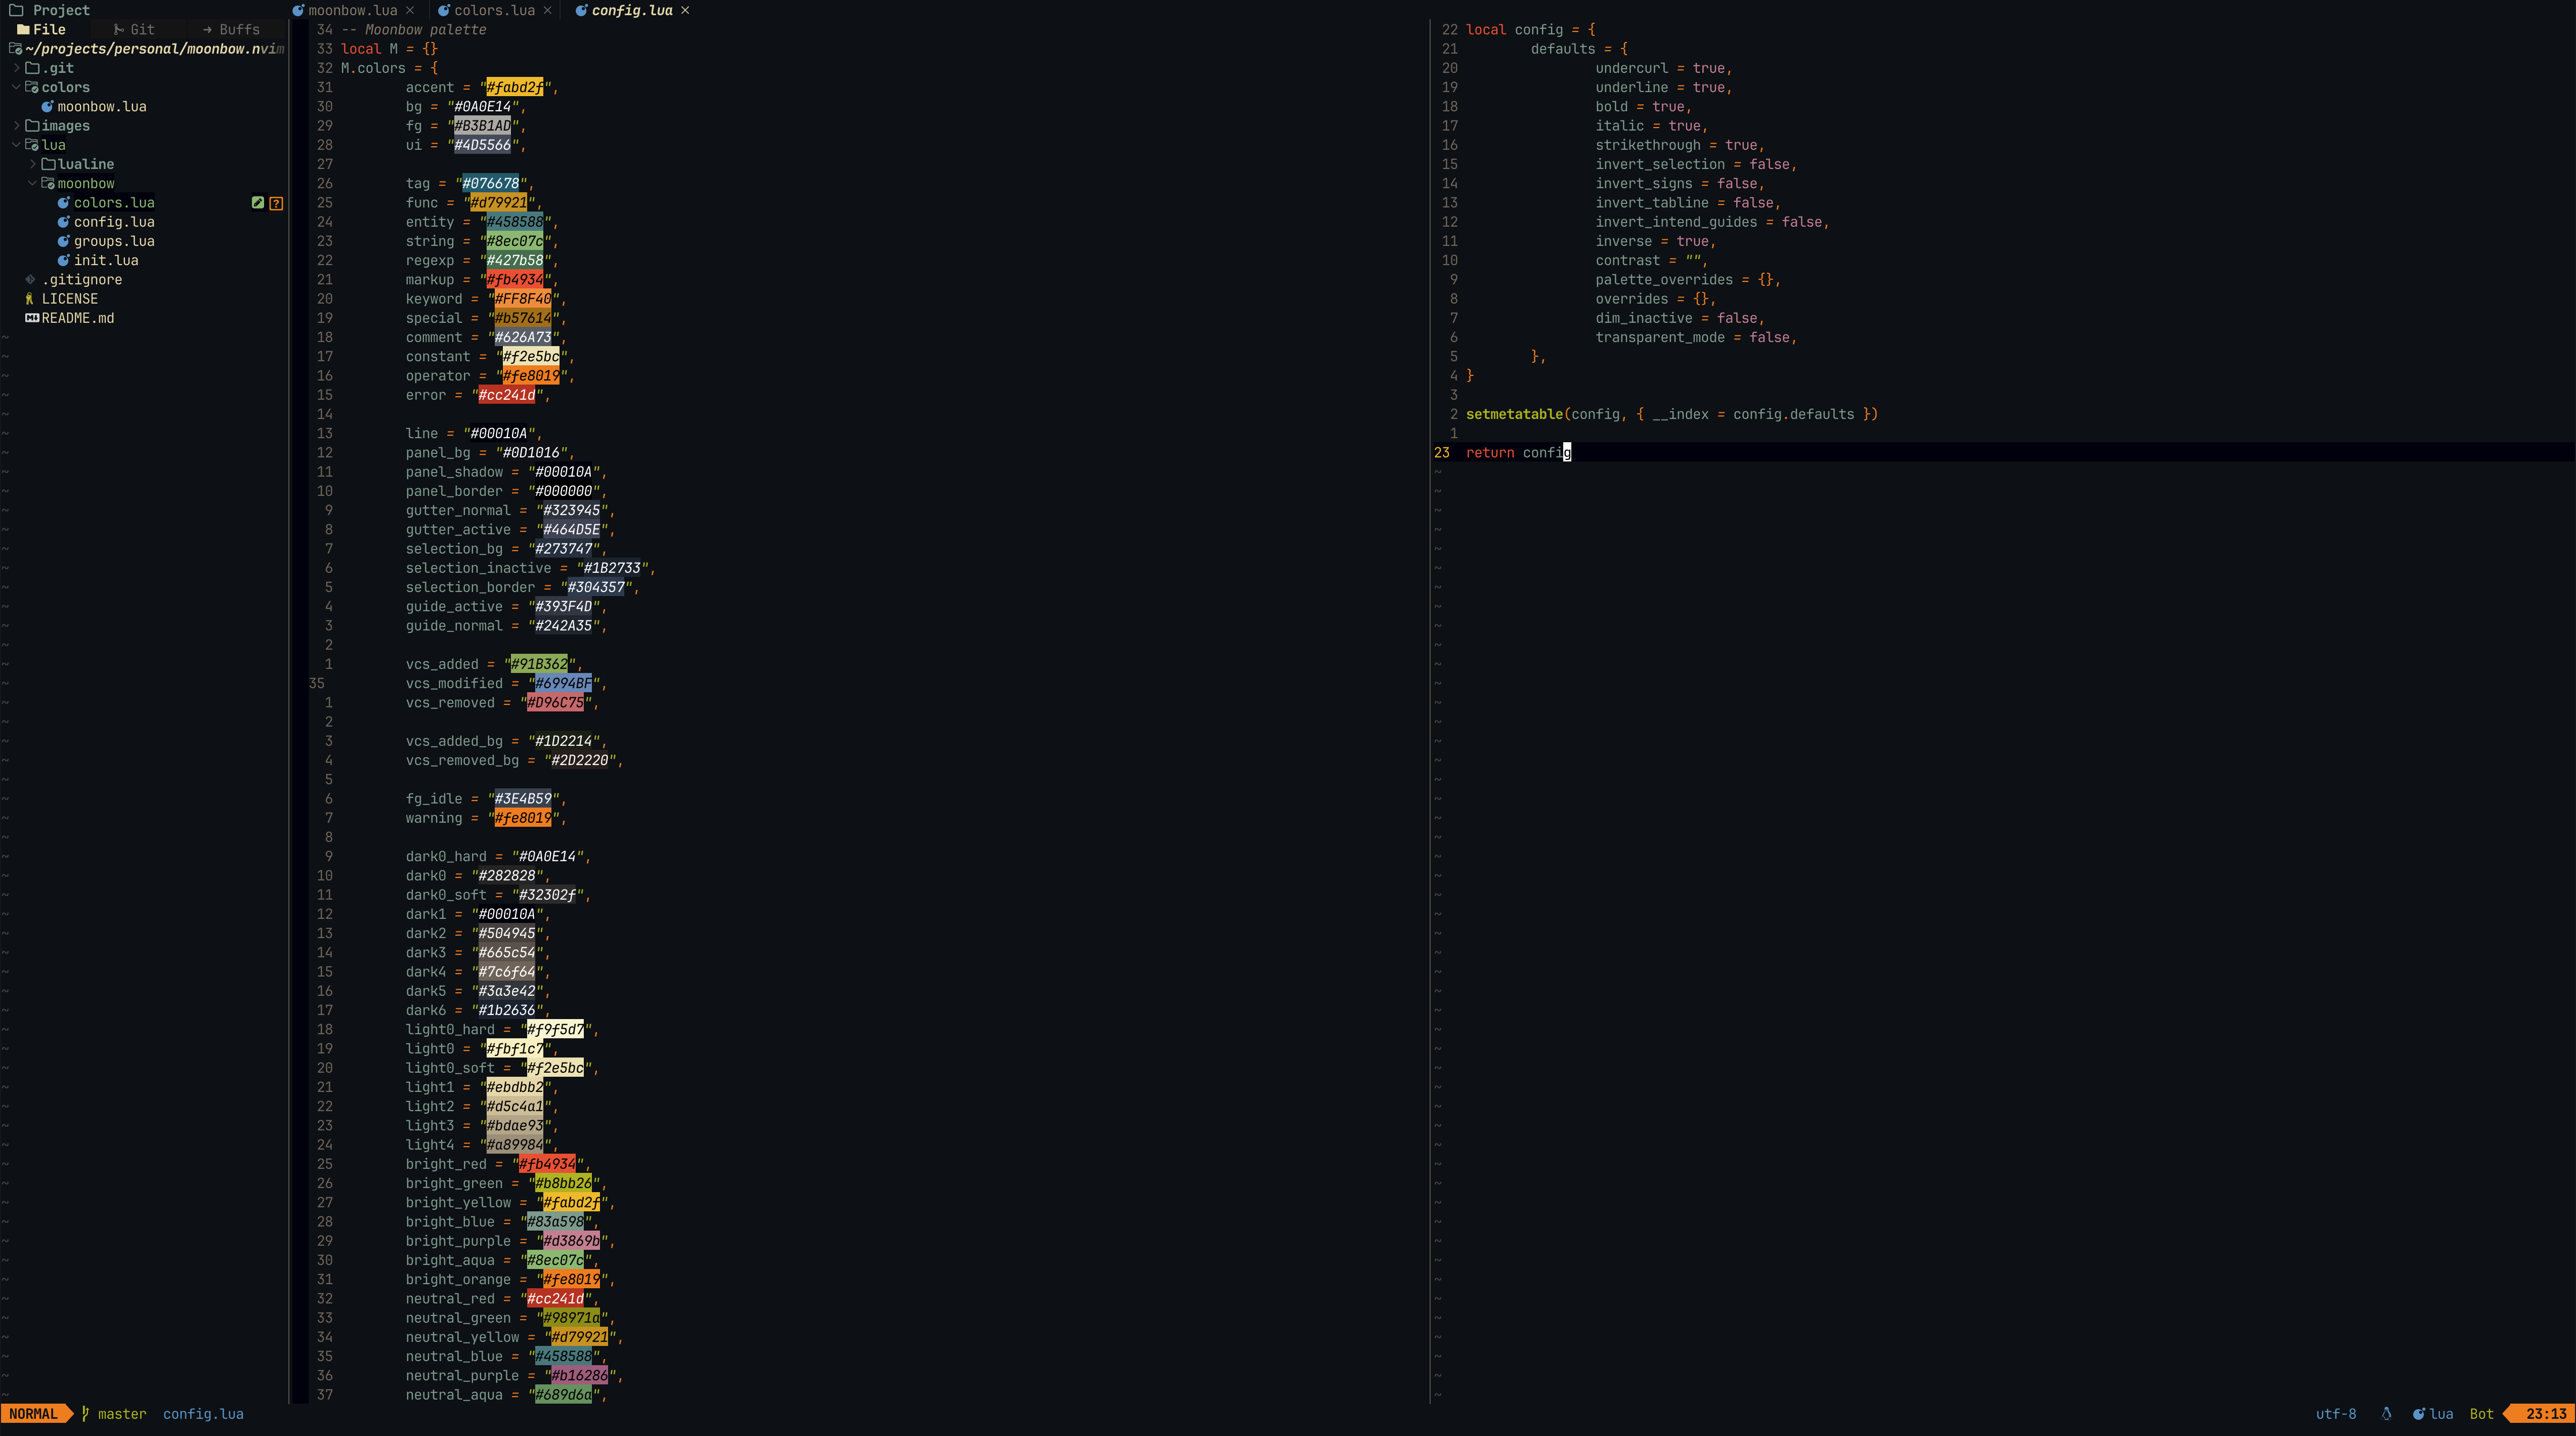 Project
File Git → Buffs
~/projects/personal/moonbow.nvim
.git
colors
moonbow.lua
images
lua
lualine
moonbow
colors.lua
config.lua
groups.lua
init.lua
.gitignore
LICENSE
README.md
moonbow.lua × colors.lua × config.lua ×
34 -- Moonbow palette
33 local M = {}
32 M.colors = {
31 accent = "#fabd2f",
30 bg = "#0A0E14",
29 fg = "#B3B1AD",
28 ui = "#4D5566",
27
26 tag = "#076678",
25 func = "#d79921",
24 entity = "#458588",
23 string = "#8ec07c",
22 regexp = "#427b58",
21 markup = "#fb4934",
20 keyword = "#FF8F40",
19 special = "#b57614",
18 comment = "#626A73",
17 constant = "#f2e5bc",
16 operator = "#fe8019",
15 error = "#cc241d",
14
13 line = "#00010A",
12 panel_bg = "#0D1016",
11 panel_shadow = "#00010A",
10 panel_border = "#000000",
9 gutter_normal = "#323945",
8 gutter_active = "#464D5E",
7 selection_bg = "#273747",
6 selection_inactive = "#1B2733",
5 selection_border = "#304357",
4 guide_active = "#393F4D",
3 guide_normal = "#242A35",
2
1 vcs_added = "#91B362",
35 vcs_modified = "#6994BF",
1 vcs_removed = "#D96C75",
2
3 vcs_added_bg = "#1D2214",
4 vcs_removed_bg = "#2D2220",
5
6 fg_idle = "#3E4B59",
7 warning = "#fe8019",
8
9 dark0_hard = "#0A0E14",
10 dark0 = "#282828",
11 dark0_soft = "#32302f",
12 dark1 = "#00010A",
13 dark2 = "#504945",
14 dark3 = "#665c54",
15 dark4 = "#7c6f64",
16 dark5 = "#3a3e42",
17 dark6 = "#1b2636",
18 light0_hard = "#f9f5d7",
19 light0 = "#fbf1c7",
20 light0_soft = "#f2e5bc",
21 light1 = "#ebdbb2",
22 light2 = "#d5c4a1",
23 light3 = "#bdae93",
24 light4 = "#a89984",
25 bright_red = "#fb4934",
26 bright_green = "#b8bb26",
27 bright_yellow = "#fabd2f",
28 bright_blue = "#83a598",
29 bright_purple = "#d3869b",
30 bright_aqua = "#8ec07c",
31 bright_orange = "#fe8019",
32 neutral_red = "#cc241d",
33 neutral_green = "#98971a",
34 neutral_yellow = "#d79921",
35 neutral_blue = "#458588",
36 neutral_purple = "#b16286",
37 neutral_aqua = "#689d6a",
22 local config = {
21 defaults = {
20 undercurl = true,
19 underline = true,
18 bold = true,
17 italic = true,
16 strikethrough = true,
15 invert_selection = false,
14 invert_signs = false,
13 invert_tabline = false,
12 invert_intend_guides = false,
11 inverse = true,
10 contrast = "",
9 palette_overrides = {},
8 overrides = {},
7 dim_inactive = false,
6 transparent_mode = false,
5 },
4 }
3
2 setmetatable(config, { __index = config.defaults })
1
23 return config
NORMAL master config.lua utf-8 lua Bot 23:13